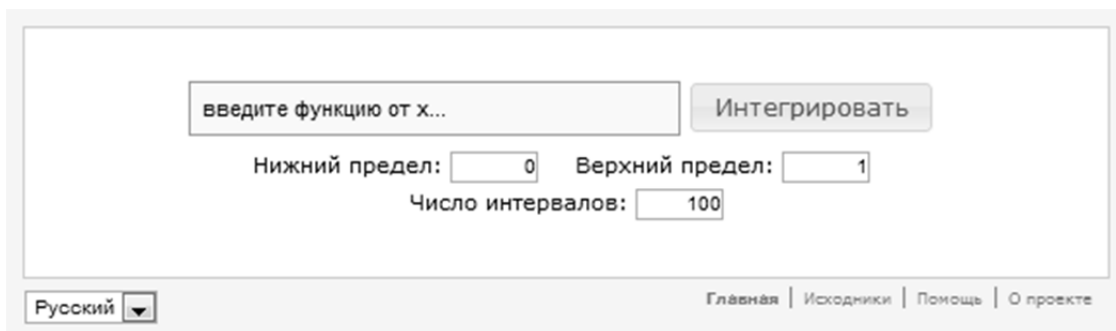 введите функцию от x...
Интегрировать
Нижний предел: 0 Верхний предел: 1
Число интервалов: 100
Русский
Главная | Исходники | Помощь | О проекте